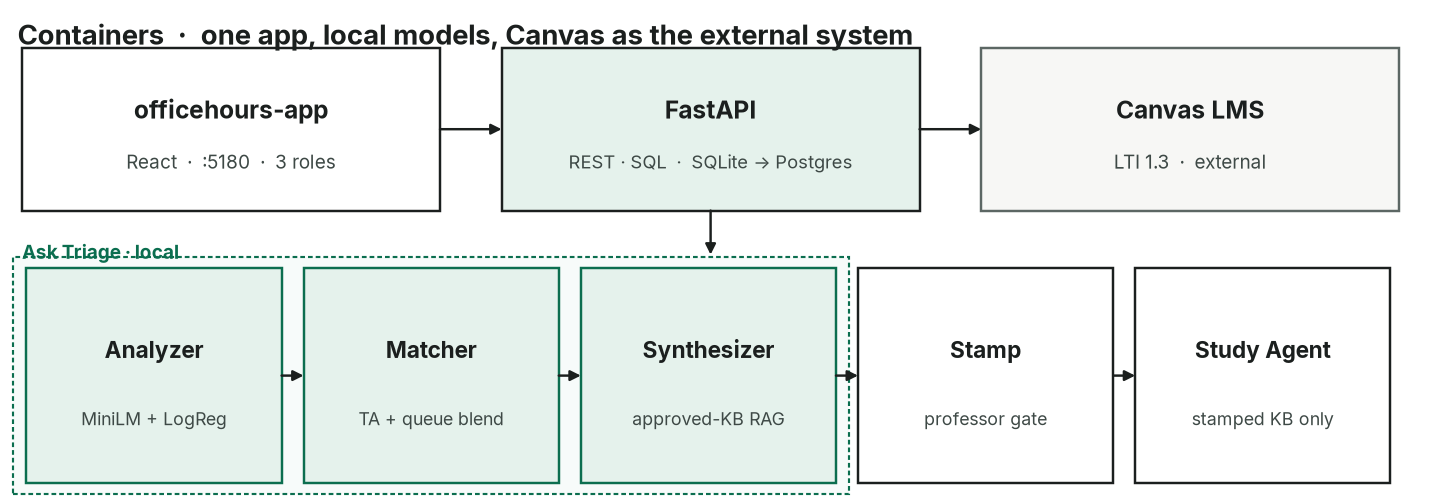 Containers · one app, local models, Canvas as the external system
officehours-app
React · :5180 · 3 roles
FastAPI
REST · SQL · SQLite → Postgres
Canvas LMS
LTI 1.3 · external
Ask Triage · local
Analyzer
MiniLM + LogReg
Matcher
TA + queue blend
Synthesizer
approved-KB RAG
Stamp
professor gate
Study Agent
stamped KB only